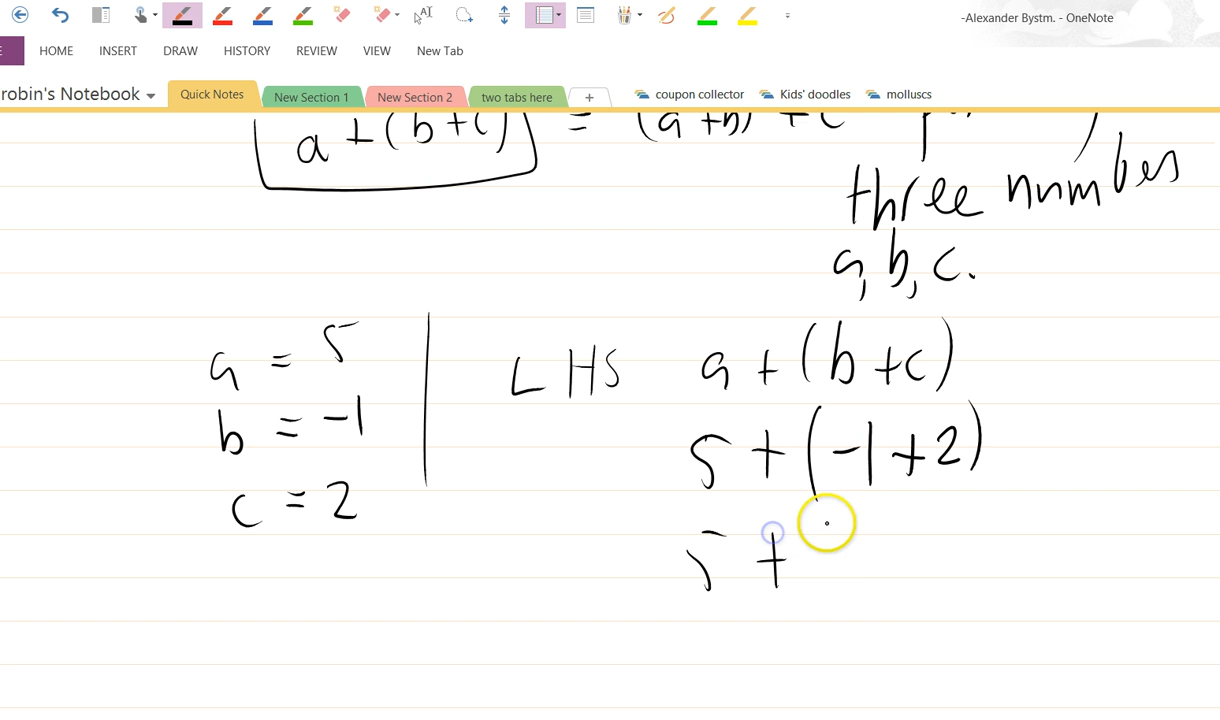 -Alexander Bystm. - OneNote
HOME INSERT DRAW HISTORY REVIEW VIEW New Tab
robin's Notebook Quick Notes New Section 1 New Section 2 two tabs here + coupon collector Kids' doodles molluscs
a + (b + c) = (a + b) + c
three numbers
a, b, c.
a = 5
b = -1
c = 2
LHS a + (b + c)
5 + (-1 + 2)
5 +